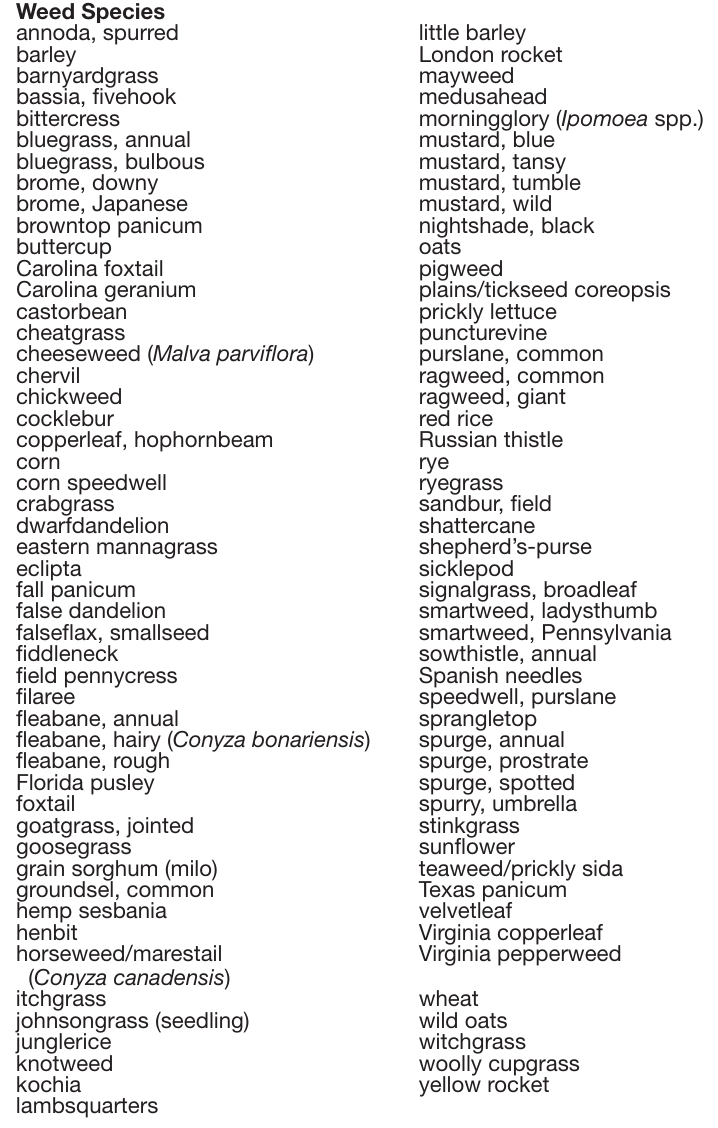 Weed Species
annoda, spurred
barley
barnyardgrass
bassia, fivehook
bittercress
bluegrass, annual
bluegrass, bulbous
brome, downy
brome, Japanese
browntop panicum
buttercup
Carolina foxtail
Carolina geranium
castorbean
cheatgrass
cheeseweed (Malva parviflora)
chervil
chickweed
cocklebur
copperleaf, hophornbeam
corn
corn speedwell
crabgrass
dwarfdandelion
eastern mannagrass
eclipta
fall panicum
false dandelion
falseflax, smallseed
fiddleneck
field pennycress
filaree
fleabane, annual
fleabane, hairy (Conyza bonariensis)
fleabane, rough
Florida pusley
foxtail
goatgrass, jointed
goosegrass
grain sorghum (milo)
groundsel, common
hemp sesbania
henbit
horseweed/marestail
(Conyza canadensis)
itchgrass
johnsongrass (seedling)
junglerice
knotweed
kochia
lambsquarters
little barley
London rocket
mayweed
medusahead
morningglory (Ipomoea spp.)
mustard, blue
mustard, tansy
mustard, tumble
mustard, wild
nightshade, black
oats
pigweed
plains/tickseed coreopsis
prickly lettuce
puncturevine
purslane, common
ragweed, common
ragweed, giant
red rice
Russian thistle
rye
ryegrass
sandbur, field
shattercane
shepherd’s-purse
sicklepod
signalgrass, broadleaf
smartweed, ladysthumb
smartweed, Pennsylvania
sowthistle, annual
Spanish needles
speedwell, purslane
sprangletop
spurge, annual
spurge, prostrate
spurge, spotted
spurry, umbrella
stinkgrass
sunflower
teaweed/prickly sida
Texas panicum
velvetleaf
Virginia copperleaf
Virginia pepperweed
wheat
wild oats
witchgrass
woolly cupgrass
yellow rocket